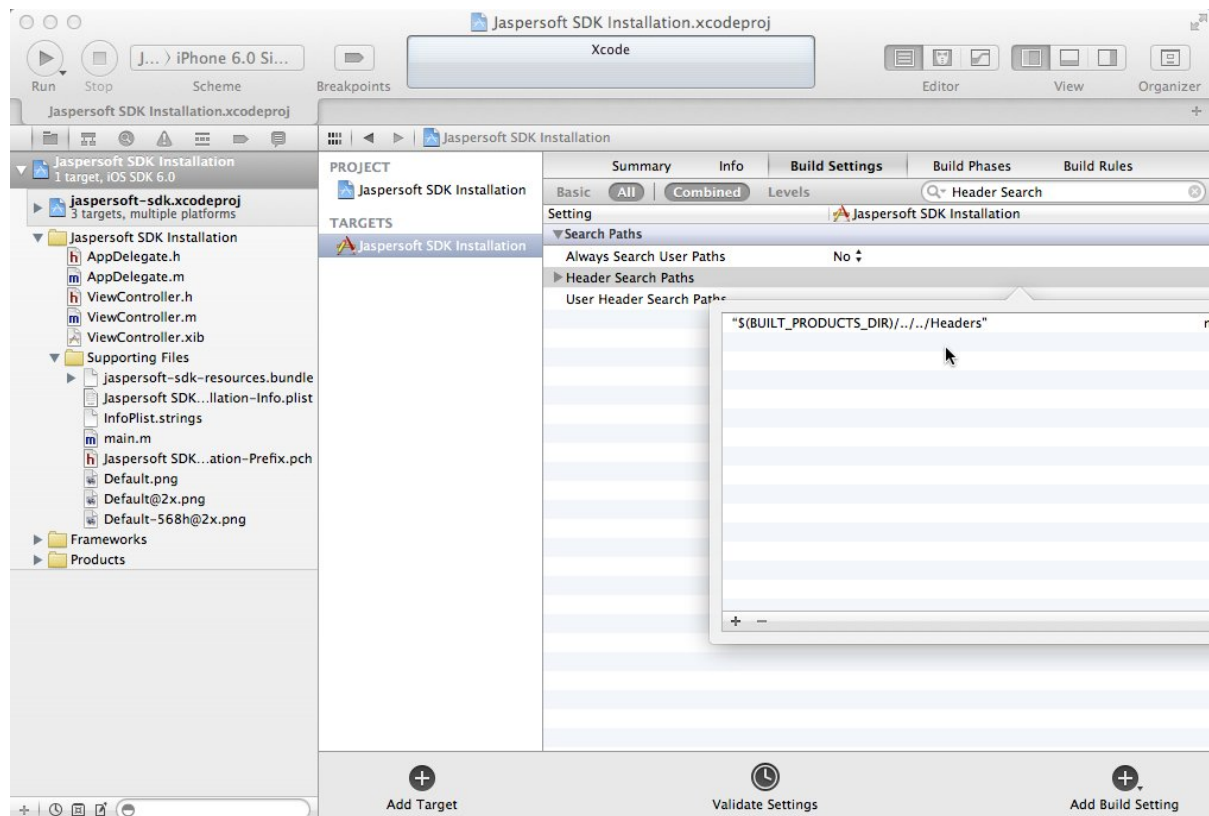 Jaspersoft SDK Installation.xcodeproj
J... iPhone 6.0 Si...
Xcode
Run Stop Scheme Breakpoints Editor View Organizer
Jaspersoft SDK Installation.xcodeproj
Jaspersoft SDK Installation
Jaspersoft SDK Installation
1 target, iOS SDK 6.0
jaspersoft-sdk.xcodeproj
3 targets, multiple platforms
Jaspersoft SDK Installation
AppDelegate.h
AppDelegate.m
ViewController.h
ViewController.m
ViewController.xib
Supporting Files
jaspersoft-sdk-resources.bundle
Jaspersoft SDK...llation-Info.plist
InfoPlist.strings
main.m
Jaspersoft SDK...ation-Prefix.pch
Default.png
Default@2x.png
Default-568h@2x.png
Frameworks
Products
PROJECT
Jaspersoft SDK Installation
TARGETS
Jaspersoft SDK Installation
Summary Info Build Settings Build Phases Build Rules
Basic All Combined Levels Header Search
Setting Jaspersoft SDK Installation
Search Paths
Always Search User Paths No
Header Search Paths
User Header Search Paths
"$(BUILT_PRODUCTS_DIR)/../../Headers"
Add Target Validate Settings Add Build Setting